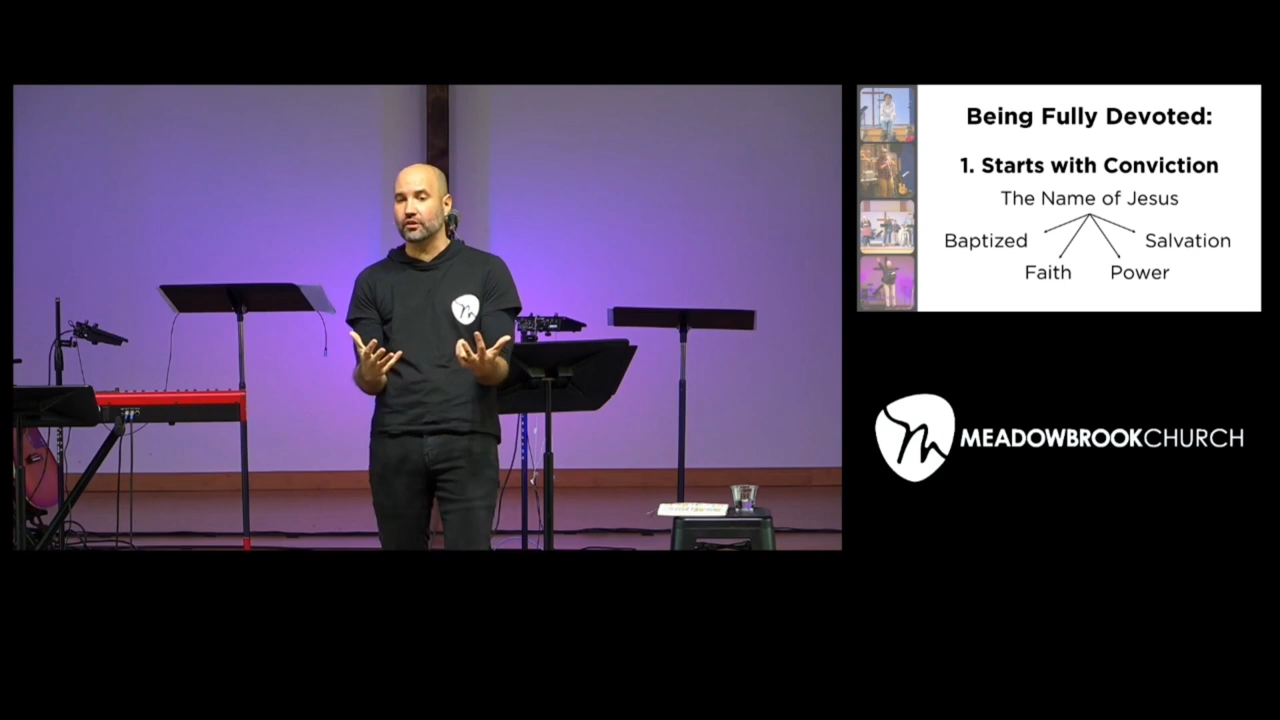 Being Fully Devoted:
1. Starts with Conviction
The Name of Jesus
Baptized
Salvation
Faith
Power
MEADOWBROOKCHURCH